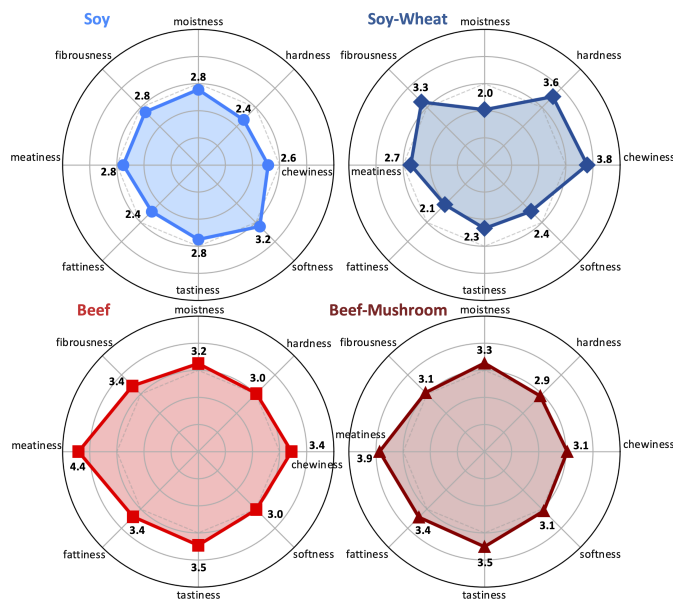 Soy
moistness
fibrousness
hardness
2.8
2.8
2.4
meatiness
2.8
2.6
chewiness
2.4
3.2
2.8
fattiness
softness
tastiness
Soy-Wheat
moistness
fibrousness
hardness
3.3
2.0
3.6
2.7
meatiness
3.8
chewiness
2.1
2.4
2.3
fattiness
softness
tastiness
Beef
moistness
fibrousness
hardness
3.2
3.4
3.0
meatiness
4.4
3.4
chewiness
3.4
3.0
3.5
fattiness
softness
tastiness
Beef-Mushroom
moistness
fibrousness
hardness
3.3
3.1
2.9
meatiness
3.9
3.1
chewiness
3.4
3.1
3.5
fattiness
softness
tastiness